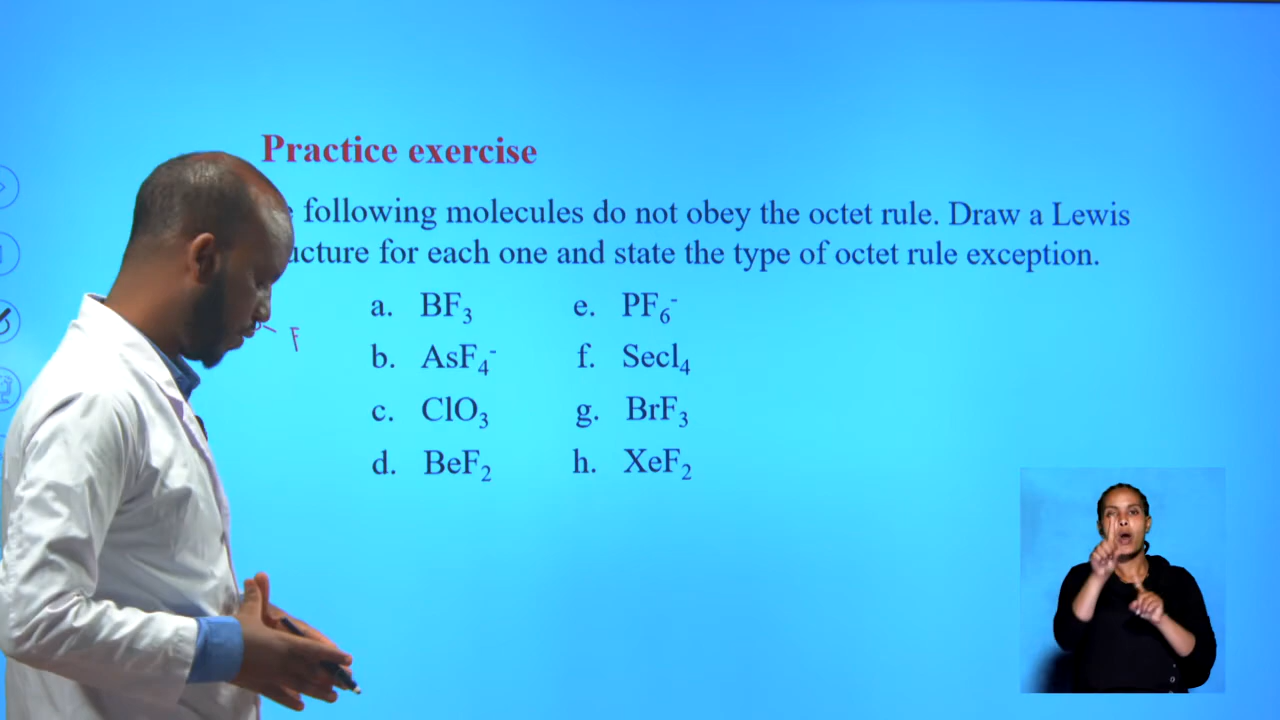 Practice exercise
following molecules do not obey the octet rule. Draw a Lewis
ucture for each one and state the type of octet rule exception.
F
a. BF₃ e. PF₆⁻
b. AsF₄⁻ f. Secl₄
c. ClO₃ g. BrF₃
d. BeF₂ h. XeF₂